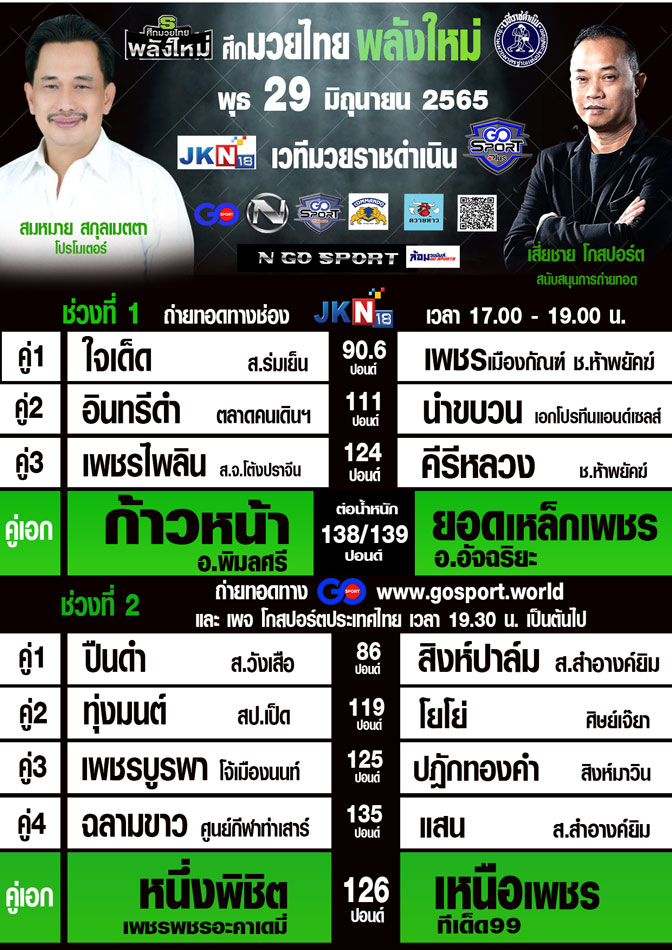 S
ศึกมวยไทย
พลังใหม่
ศึกมวยไทย พลังใหม่
พุธ 29 มิถุนายน 2565
JKN18 เวทีมวยราชดำเนิน GO SPORT Plus
GO SPORT N GO SPORT Plus COMMANDO ควายหาว
N GO SPORT
สมหมาย สกุลเมตตา
โปรโมเตอร์
เสี่ยชาย โกสปอร์ต
สนับสนุนการถ่ายทอด
ช่วงที่ 1 ถ่ายทอดทางช่อง JKN18 เวลา 17.00 - 19.00 น.
คู่1 ใจเด็ด ส.ร่มเย็น 90.6 ปอนด์ เพชรเมืองกัณฑ์ ช.ห้าพยัคฆ์
คู่2 อินทรีดำ ตลาดคนเดินฯ 111 ปอนด์ นำขบวน เอกโปรทีนแอนด์เซลส์
คู่3 เพชรไพลิน ส.จ.โต้งปราจีน 124 ปอนด์ คีรีหลวง ช.ห้าพยัคฆ์
คู่เอก ก้าวหน้า อ.พิมลศรี ต่อน้ำหนัก 138/139 ปอนด์ ยอดเหล็กเพชร อ.อัจฉริยะ
ช่วงที่ 2 ถ่ายทอดทาง GO SPORT www.gosport.world
และ เพจ โกสปอร์ตประเทศไทย เวลา 19.30 น. เป็นต้นไป
คู่1 ปืนดำ ส.วังเสือ 86 ปอนด์ สิงห์ปาล์ม ส.สำอางค์ยิม
คู่2 ทุ่งมนต์ สป.เป็ด 119 ปอนด์ โยโย่ ศิษย์เจ๊ยา
คู่3 เพชรบูรพา โจ้เมืองนนท์ 125 ปอนด์ ปฏักทองคำ สิงห์มาวิน
คู่4 ฉลามขาว ศูนย์กีฬาท่าเสาร์ 135 ปอนด์ แสน ส.สำอางค์ยิม
คู่เอก หนึ่งพิชิต เพชรพชรอะคาเดมี่ 126 ปอนด์ เหนือเพชร ทีเด็ด99